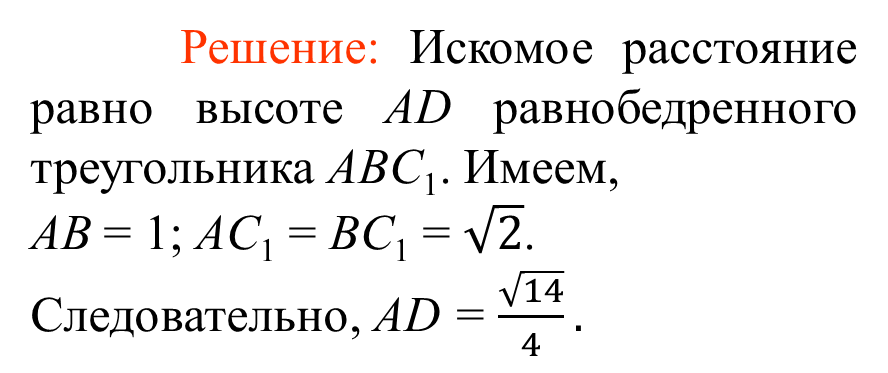 Решение: Искомое расстояние
равно высоте AD равнобедренного
треугольника ABC₁. Имеем,
AB = 1; AC₁ = BC₁ = √2.
Следовательно, AD = √14/4.